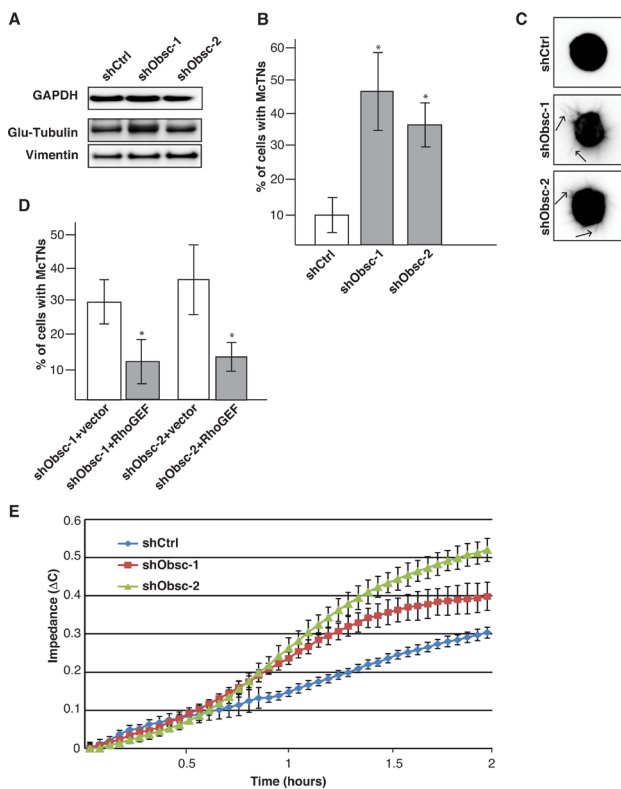 A
shCtrl
shObsc-1
shObsc-2
GAPDH
Glu-Tubulin
Vimentin
B
% of cells with McTNs
60
50
40
30
20
10
*
*
shCtrl
shObsc-1
shObsc-2
C
shCtrl
shObsc-1
shObsc-2
D
% of cells with McTNs
50
40
30
20
10
*
*
shObsc-1+vector
shObsc-1+RhoGEF
shObsc-2+vector
shObsc-2+RhoGEF
E
Impedance (ΔC)
0.6
0.5
0.4
0.3
0.2
0.1
0
shCtrl
shObsc-1
shObsc-2
0.5
1
1.5
2
Time (hours)